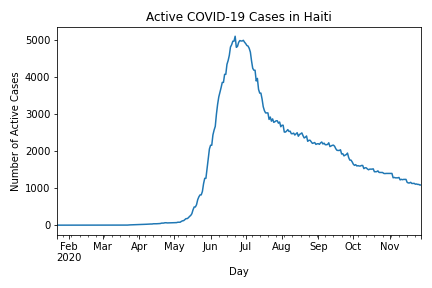 Active COVID-19 Cases in Haiti
Number of Active Cases
5000
4000
3000
2000
1000
0
Feb Mar Apr May Jun Jul Aug Sep Oct Nov
2020
Day